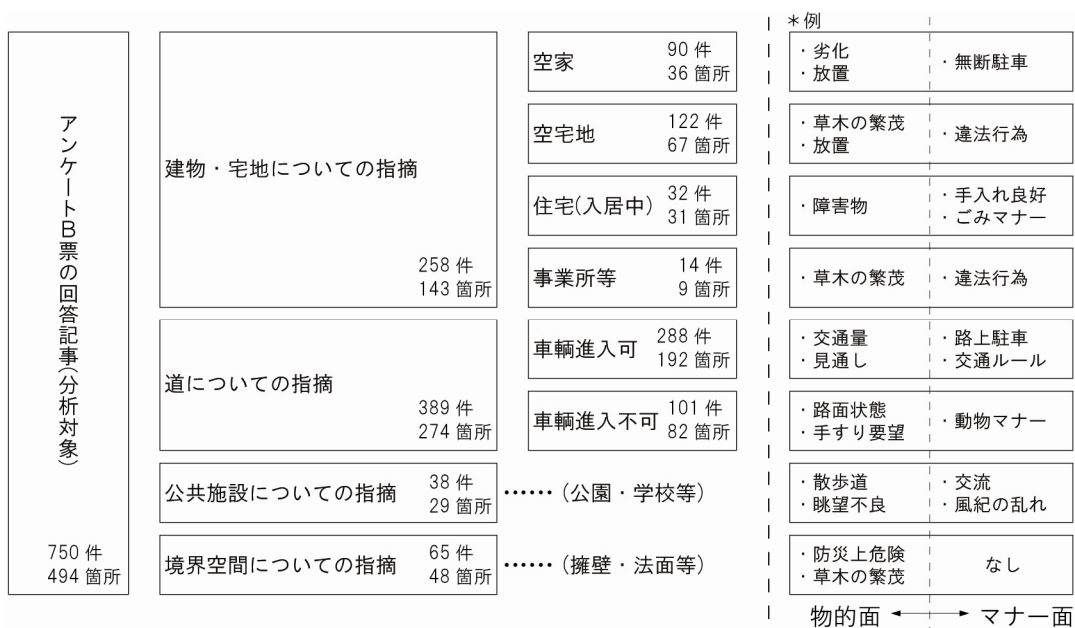 アンケートB票の回答記事(分析対象)
750 件
494 箇所
建物・宅地についての指摘
258 件
143 箇所
道についての指摘
389 件
274 箇所
公共施設についての指摘
38 件
29 箇所
境界空間についての指摘
65 件
48 箇所
空家
90 件
36 箇所
空宅地
122 件
67 箇所
住宅(入居中)
32 件
31 箇所
事業所等
14 件
9 箇所
車輌進入可
288 件
192 箇所
車輌進入不可
101 件
82 箇所
……(公園・学校等)
……(擁壁・法面等)
*例
・劣化
・放置
・無断駐車
・草木の繁茂
・放置
・違法行為
・障害物
・手入れ良好
・ごみマナー
・草木の繁茂
・違法行為
・交通量
・見通し
・路上駐車
・交通ルール
・路面状態
・手すり要望
・動物マナー
・散歩道
・眺望不良
・交流
・風紀の乱れ
・防災上危険
・草木の繁茂
なし
物的面 ←→ マナー面